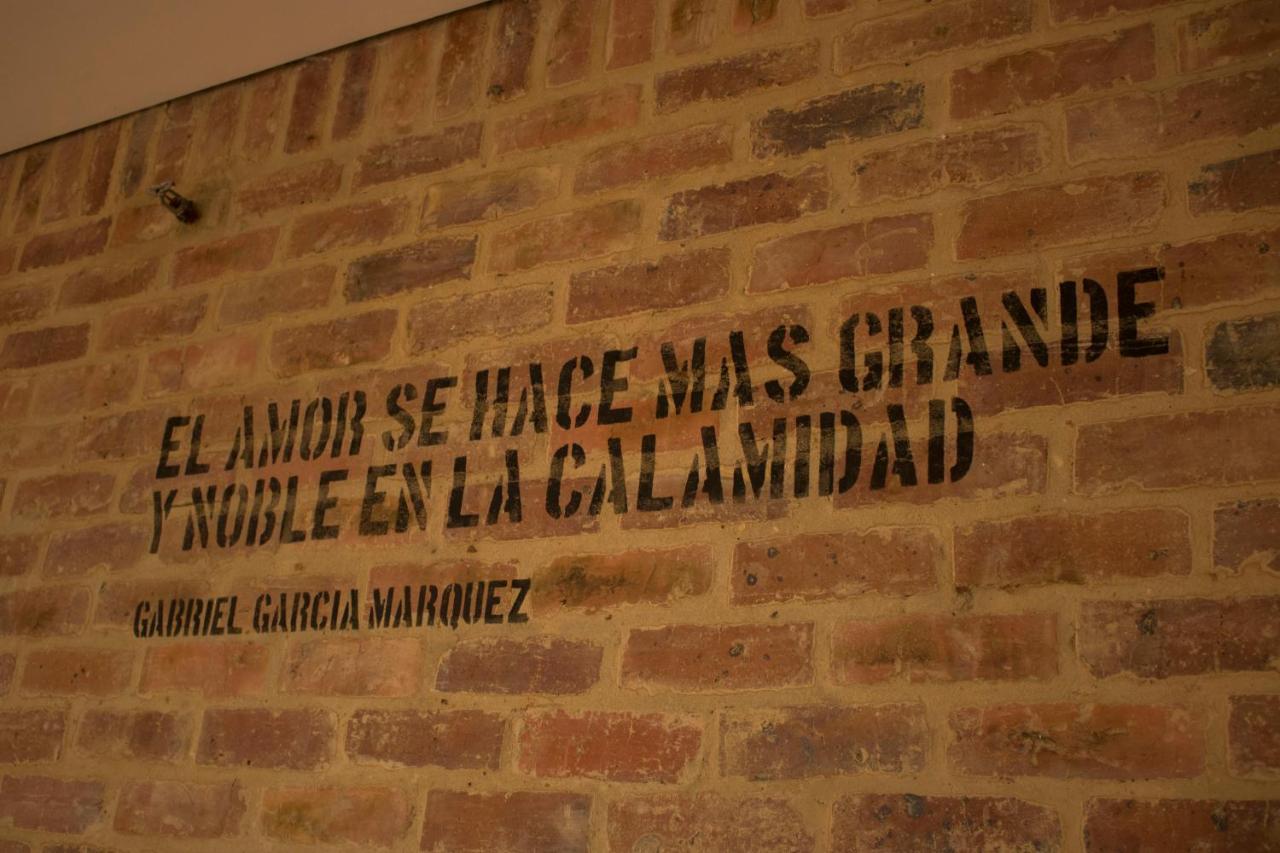 EL AMOR SE HACE MAS GRANDE
Y NOBLE EN LA CALAMIDAD
GABRIEL GARCIA MARQUEZ